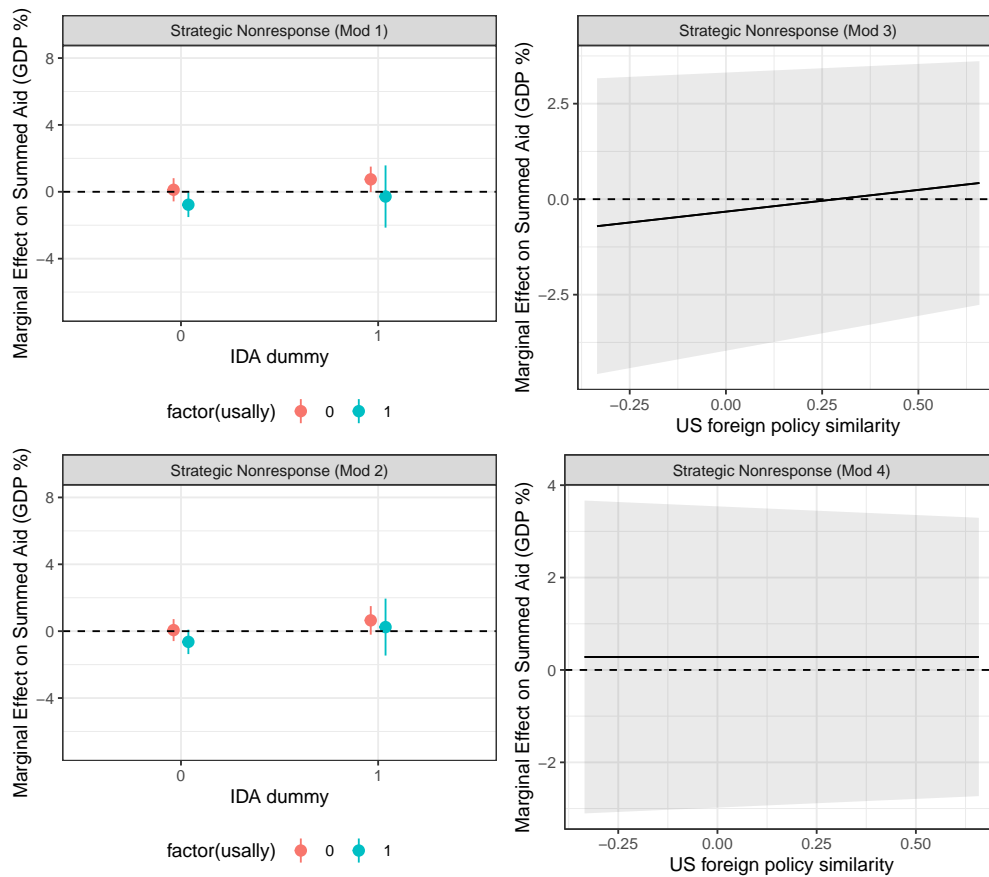 Strategic Nonresponse (Mod 1)
Marginal Effect on Summed Aid (GDP %)
8
4
0
−4
0
1
IDA dummy
factor(usally)
0
1
Strategic Nonresponse (Mod 3)
Marginal Effect on Summed Aid (GDP %)
2.5
0.0
−2.5
−0.25
0.00
0.25
0.50
US foreign policy similarity
Strategic Nonresponse (Mod 2)
Marginal Effect on Summed Aid (GDP %)
8
4
0
−4
0
1
IDA dummy
factor(usally)
0
1
Strategic Nonresponse (Mod 4)
Marginal Effect on Summed Aid (GDP %)
4
2
0
−2
−0.25
0.00
0.25
0.50
US foreign policy similarity